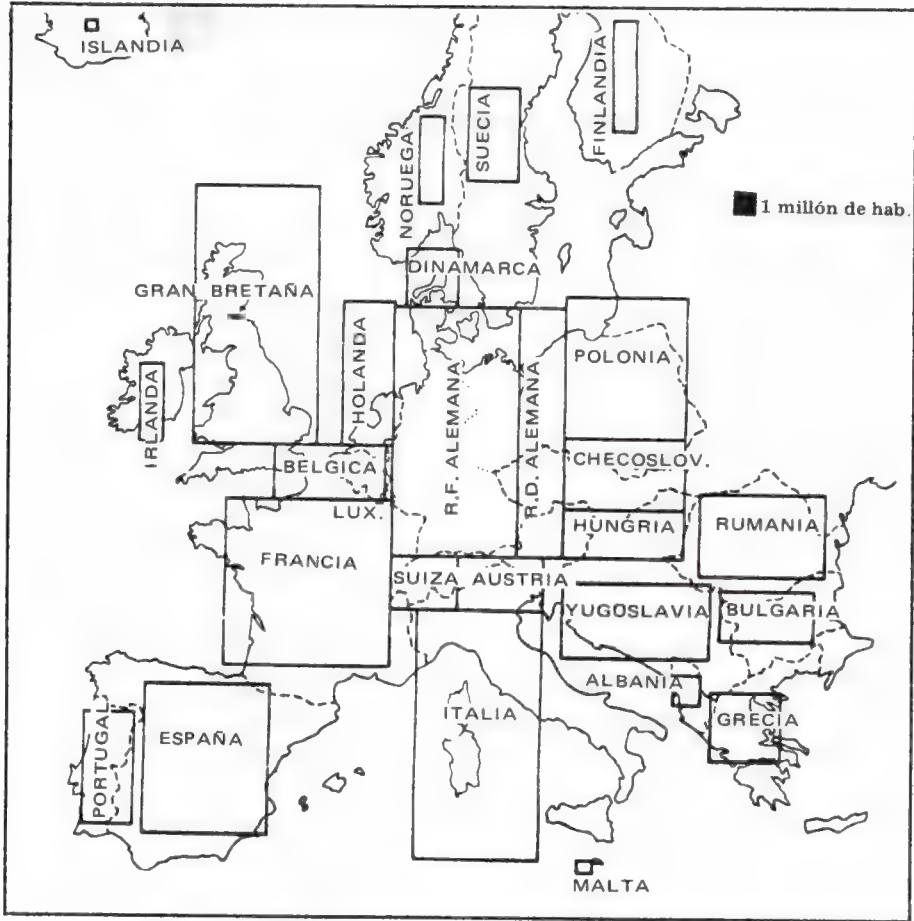 ISLANDIA
NORUEGA
SUECIA
FINLANDIA
1 millón de hab.
DINAMARCA
GRAN BRETAÑA
HOLANDA
R.F. ALEMANA
R.D. ALEMANA
POLONIA
IRLANDA
BELGICA
CHECOSLOV.
LUX.
HUNGRIA
RUMANIA
FRANCIA
SUIZA
AUSTRIA
YUGOSLAVIA
BULGARIA
ALBANIA
PORTUGAL
ESPAÑA
ITALIA
GRECIA
MALTA